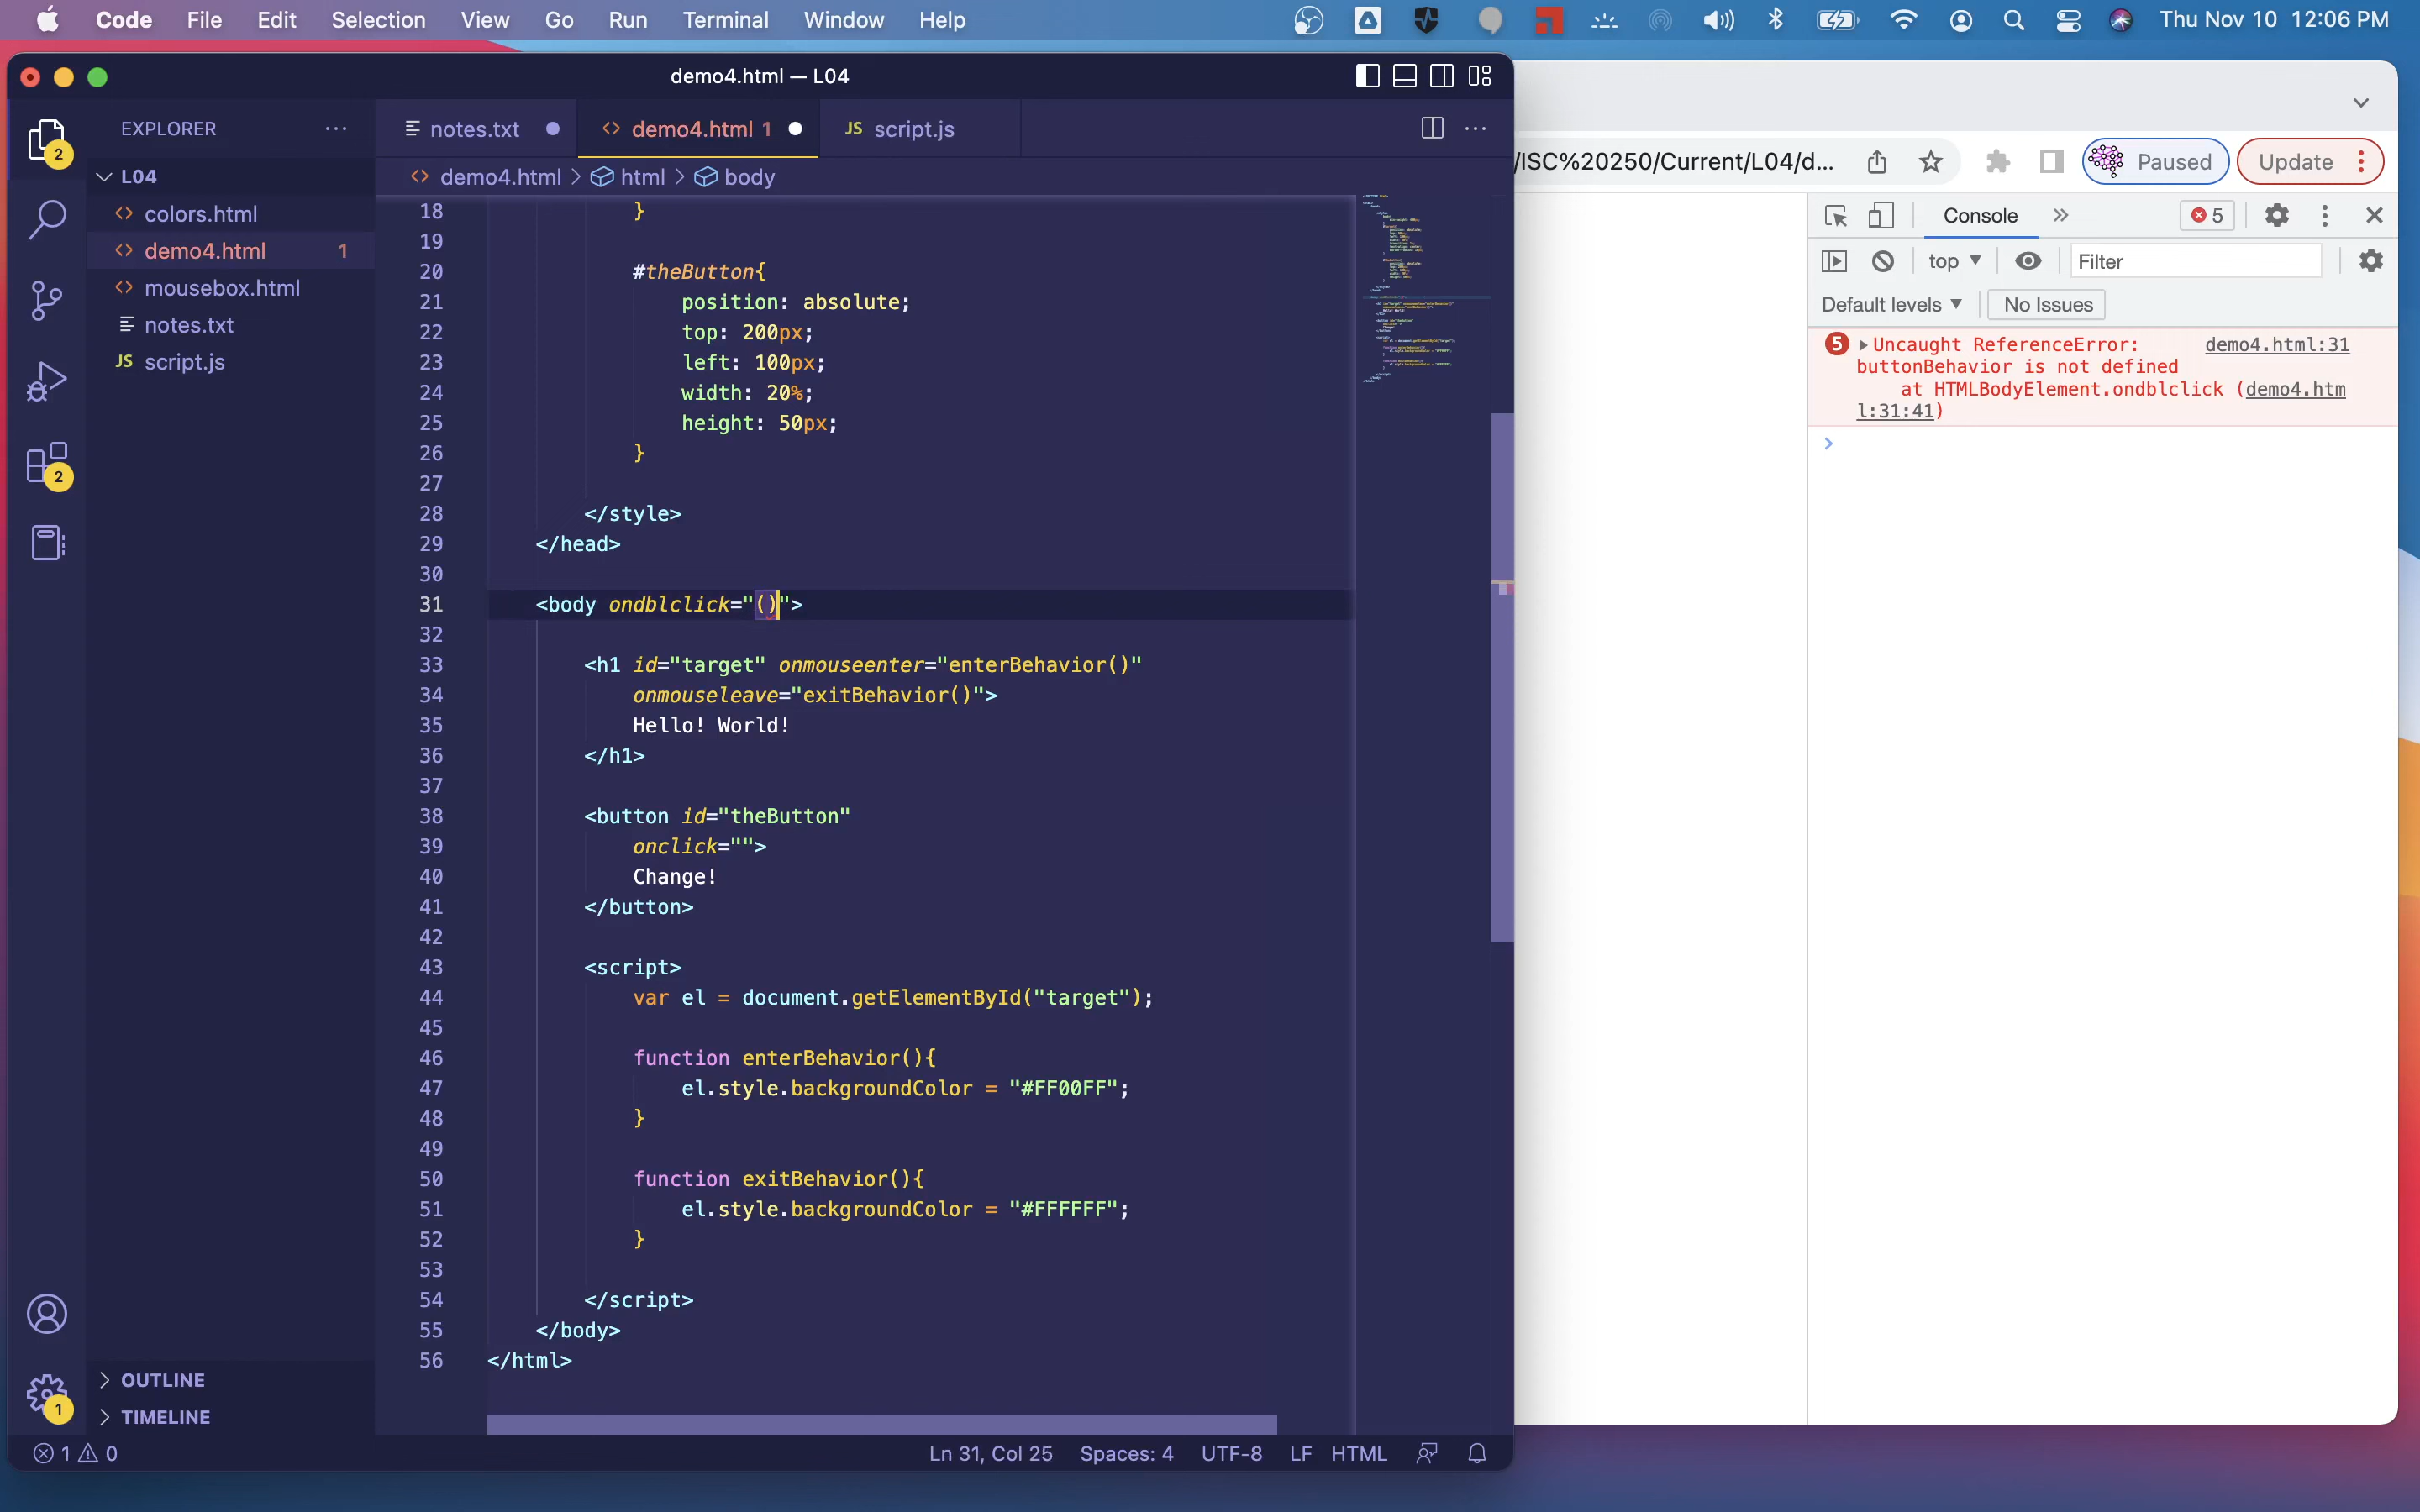 Code File Edit Selection View Go Run Terminal Window Help Thu Nov 10 12:06 PM
demo4.html — L04
EXPLORER
L04
colors.html
demo4.html 1
mousebox.html
notes.txt
JS script.js
OUTLINE
TIMELINE
2
2
1
notes.txt demo4.html 1 JS script.js
demo4.html > html > body
18 }
19
20 #theButton{
21 position: absolute;
22 top: 200px;
23 left: 100px;
24 width: 20%;
25 height: 50px;
26 }
27
28 </style>
29 </head>
30
31 <body ondblclick="()">
32
33 <h1 id="target" onmouseenter="enterBehavior()"
34 onmouseleave="exitBehavior()">
35 Hello! World!
36 </h1>
37
38 <button id="theButton"
39 onclick="">
40 Change!
41 </button>
42
43 <script>
44 var el = document.getElementById("target");
45
46 function enterBehavior(){
47 el.style.backgroundColor = "#FF00FF";
48 }
49
50 function exitBehavior(){
51 el.style.backgroundColor = "#FFFFFF";
52 }
53
54 </script>
55 </body>
56 </html>
1 0 Ln 31, Col 25 Spaces: 4 UTF-8 LF HTML
/ISC%20250/Current/L04/d... Paused Update
Console 5
top Filter
Default levels No Issues
5 Uncaught ReferenceError: demo4.html:31
buttonBehavior is not defined
at HTMLBodyElement.ondblclick (demo4.htm
l:31:41)